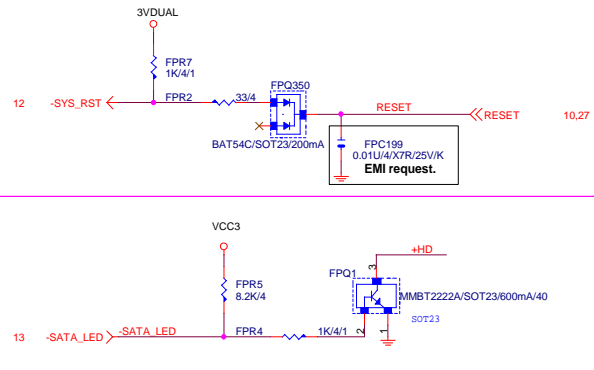 3VDUAL
FPR7
1K/4/1
FPQ350
12 -SYS_RST FPR2 33/4 RESET RESET 10,27
BAT54C/SOT23/200mA
FPC199
0.01U/4/X7R/25V/K
EMI request.
VCC3
+HD
FPQ1
3
FPR5
8.2K/4
MMBT2222A/SOT23/600mA/40
SOT23
13 -SATA_LED -SATA_LED FPR4 1K/4/1 2 1